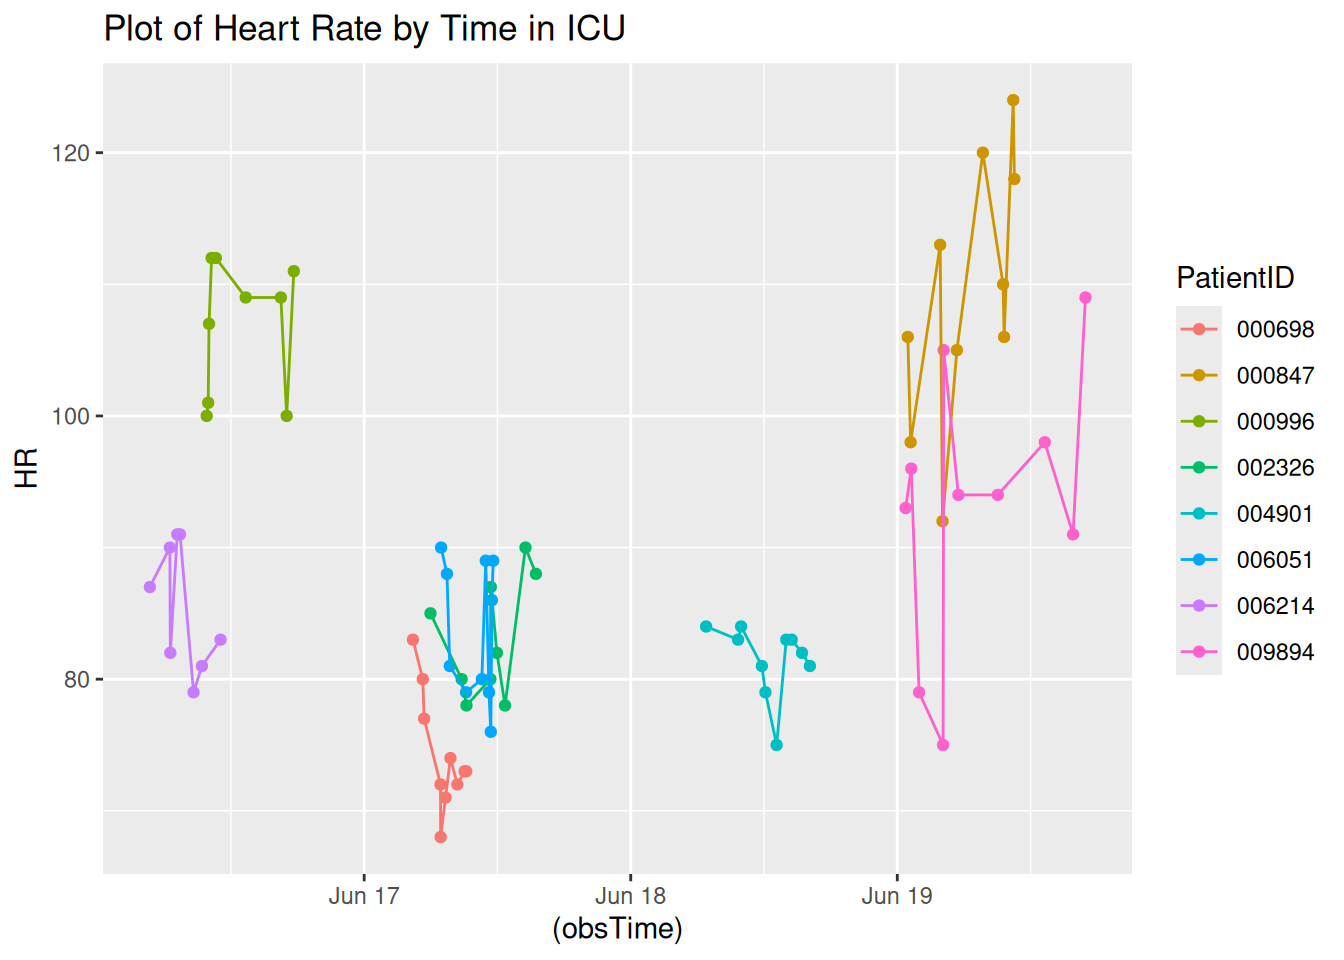 Plot of Heart Rate by Time in ICU
120
100
80
HR
Jun 17
Jun 18
Jun 19
(obsTime)
PatientID
000698
000847
000996
002326
004901
006051
006214
009894